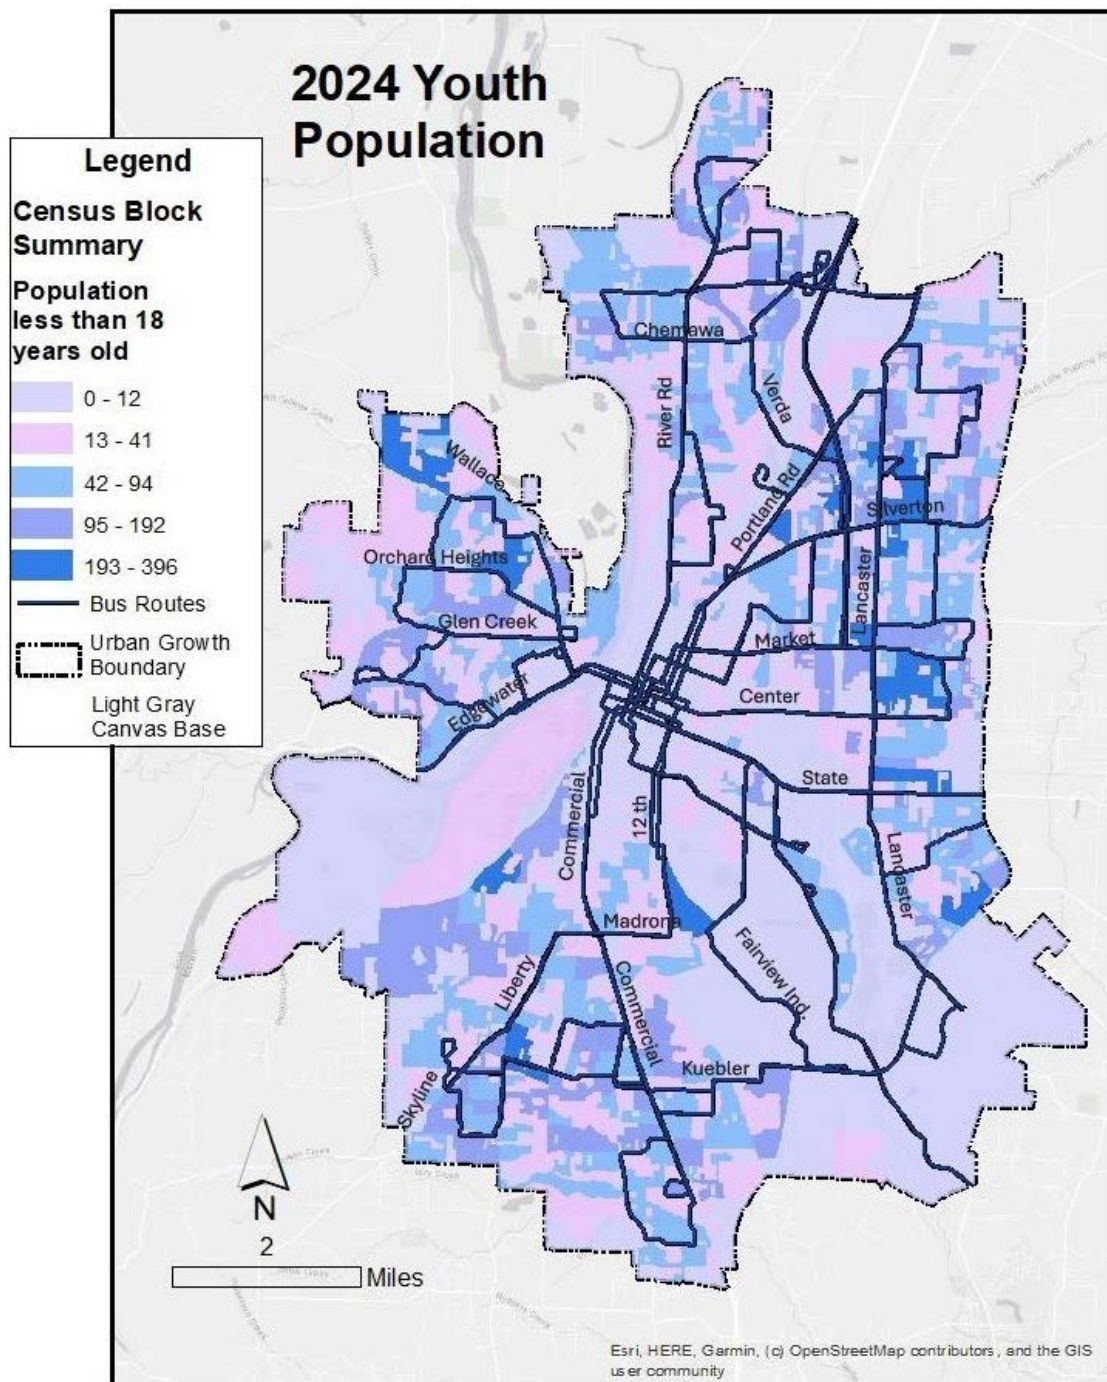 2024 Youth
Population
Legend
Census Block
Summary
Population
less than 18
years old
0 - 12
13 - 41
42 - 94
95 - 192
193 - 396
Bus Routes
Urban Growth
Boundary
Light Gray
Canvas Base
Chemawa
River Rd
Verda
Wallace
Portland Rd
Silverton
Orchard Heights
Lancaster
Glen Creek
Market
Edgewater
Center
State
Commercial
12 th
Lancaster
Madrona
Fairview Ind.
Liberty
Commercial
Kuebler
Skyline
N
2
Miles
Esri, HERE, Garmin, (c) OpenStreetMap contributors, and the GIS
user community